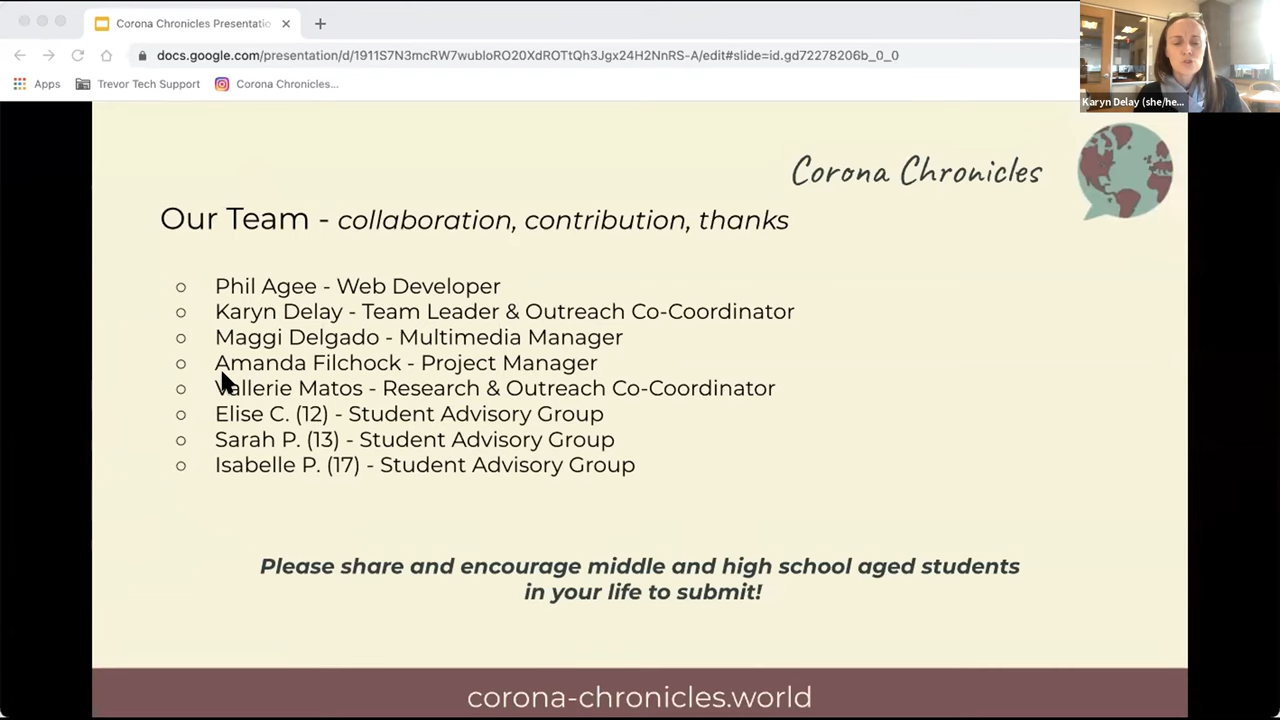 Corona Chronicles Presentatio
docs.google.com/presentation/d/1911S7N3mcRW7wubIoRO20XdROTtQh3Jgx24H2NnRS-A/edit#slide=id.gd72278206b_0_0
Apps Trevor Tech Support Corona Chronicles...
Karyn Delay (she/he...
Corona Chronicles
Our Team - collaboration, contribution, thanks
Phil Agee - Web Developer
Karyn Delay - Team Leader & Outreach Co-Coordinator
Maggi Delgado - Multimedia Manager
Amanda Filchock - Project Manager
Vallerie Matos - Research & Outreach Co-Coordinator
Elise C. (12) - Student Advisory Group
Sarah P. (13) - Student Advisory Group
Isabelle P. (17) - Student Advisory Group
Please share and encourage middle and high school aged students
in your life to submit!
corona-chronicles.world